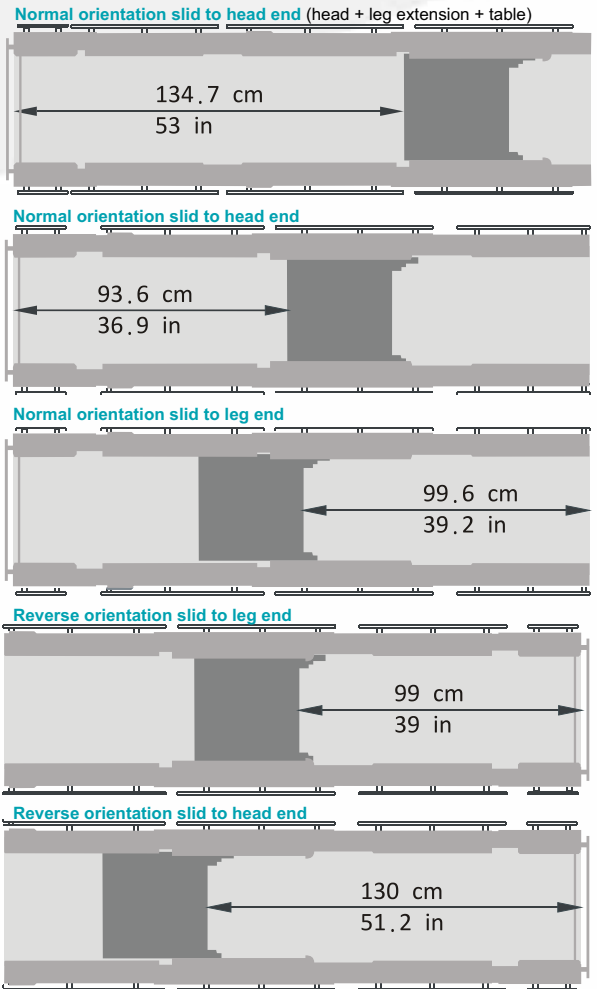 Normal orientation slid to head end (head + leg extension + table)
134.7 cm
53 in
Normal orientation slid to head end
93.6 cm
36.9 in
Normal orientation slid to leg end
99.6 cm
39.2 in
Reverse orientation slid to leg end
99 cm
39 in
Reverse orientation slid to head end
130 cm
51.2 in